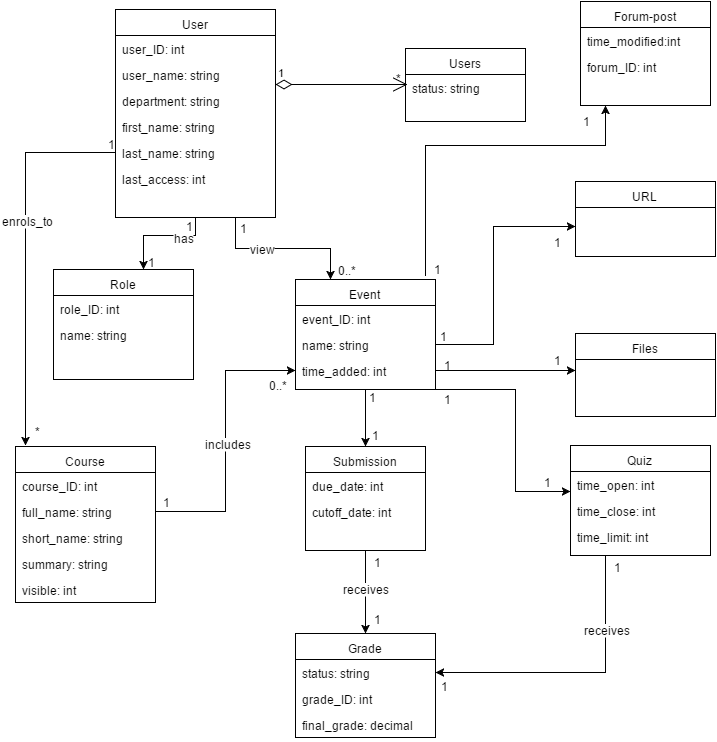 User
user_ID: int
user_name: string
department: string
first_name: string
last_name: string
last_access: int
1
*
Users
status: string
Forum-post
time_modified:int
forum_ID: int
1
1
enrols_to
*
1
has
1
Role
role_ID: int
name: string
1
view
0..*
Event
event_ID: int
name: string
time_added: int
1
1
1
URL
1
1
Files
1
1
Quiz
time_open: int
time_close: int
time_limit: int
1
1
Submission
due_date: int
cutoff_date: int
0..*
includes
1
Course
course_ID: int
full_name: string
short_name: string
summary: string
visible: int
1
receives
1
1
receives
1
Grade
status: string
grade_ID: int
final_grade: decimal